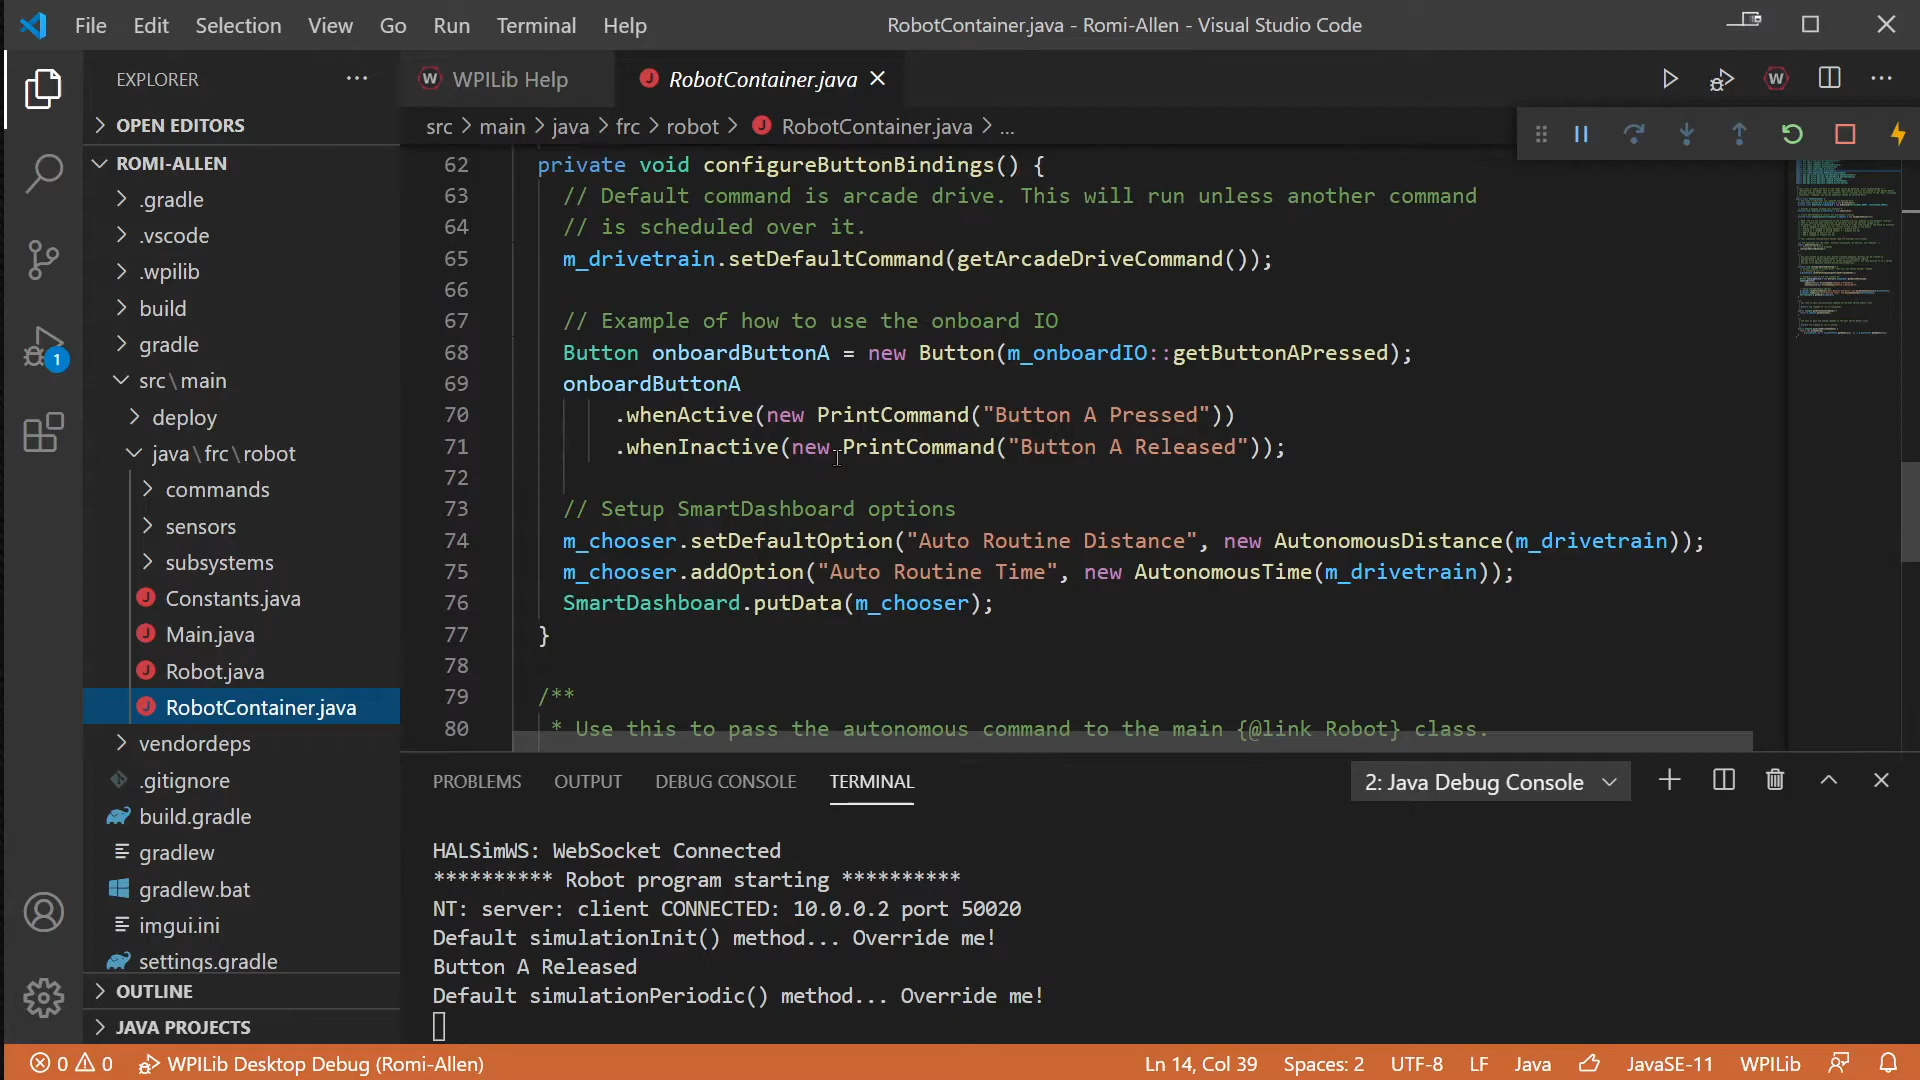 File Edit Selection View Go Run Terminal Help
RobotContainer.java - Romi-Allen - Visual Studio Code
EXPLORER
OPEN EDITORS
ROMI-ALLEN
.gradle
.vscode
.wpilib
build
gradle
src\main
deploy
java\frc\robot
commands
sensors
subsystems
Constants.java
Main.java
Robot.java
RobotContainer.java
vendordeps
.gitignore
build.gradle
gradlew
gradlew.bat
imgui.ini
settings.gradle
OUTLINE
JAVA PROJECTS
1
WPILib Help
RobotContainer.java
src > main > java > frc > robot > RobotContainer.java > ...
62 private void configureButtonBindings() {
63 // Default command is arcade drive. This will run unless another command
64 // is scheduled over it.
65 m_drivetrain.setDefaultCommand(getArcadeDriveCommand());
66
67 // Example of how to use the onboard IO
68 Button onboardButtonA = new Button(m_onboardIO::getButtonAPressed);
69 onboardButtonA
70 .whenActive(new PrintCommand("Button A Pressed"))
71 .whenInactive(new PrintCommand("Button A Released"));
72
73 // Setup SmartDashboard options
74 m_chooser.setDefaultOption("Auto Routine Distance", new AutonomousDistance(m_drivetrain));
75 m_chooser.addOption("Auto Routine Time", new AutonomousTime(m_drivetrain));
76 SmartDashboard.putData(m_chooser);
77 }
78
79 /**
80 * Use this to pass the autonomous command to the main {@link Robot} class.
PROBLEMS OUTPUT DEBUG CONSOLE TERMINAL
2: Java Debug Console
HALSimWS: WebSocket Connected
********** Robot program starting **********
NT: server: client CONNECTED: 10.0.0.2 port 50020
Default simulationInit() method... Override me!
Button A Released
Default simulationPeriodic() method... Override me!
0 0 WPILib Desktop Debug (Romi-Allen)
Ln 14, Col 39 Spaces: 2 UTF-8 LF Java JavaSE-11 WPILib